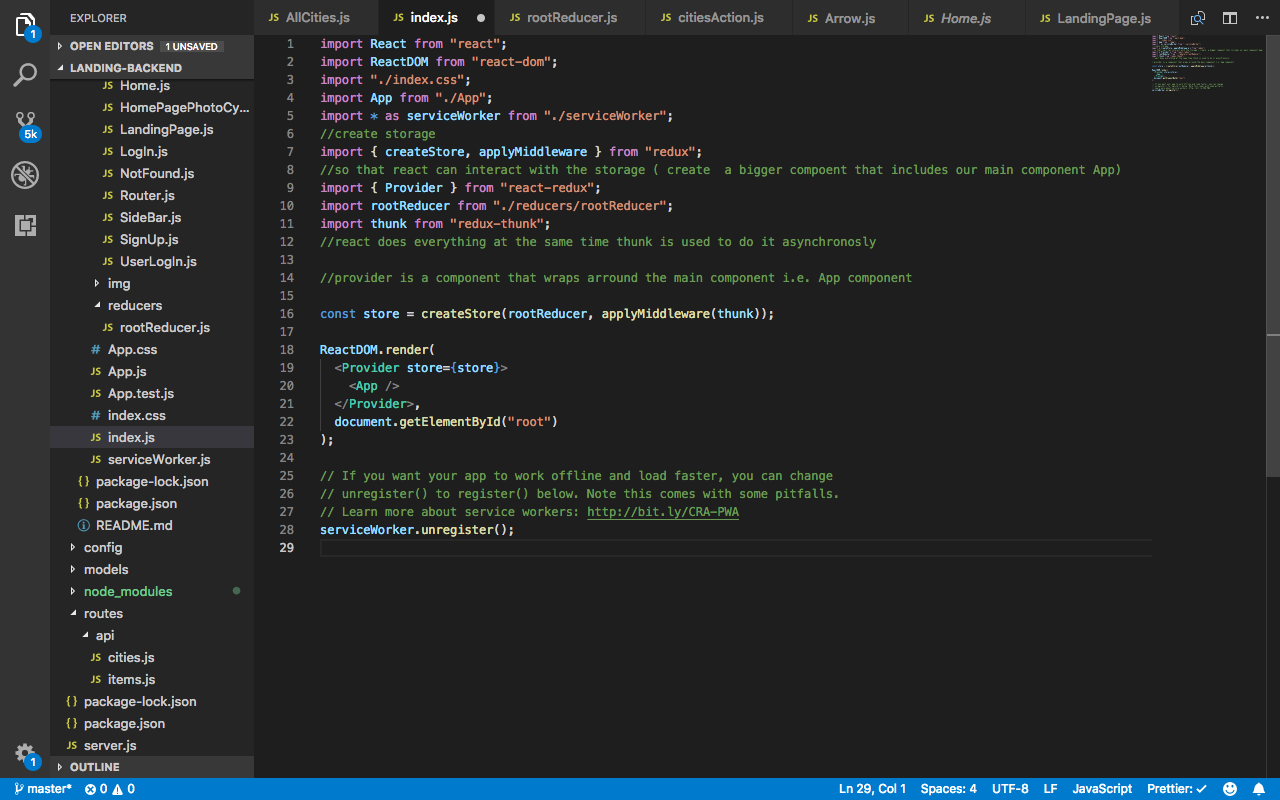 EXPLORER
AllCities.js
index.js
rootReducer.js
citiesAction.js
Arrow.js
Home.js
LandingPage.js
OPEN EDITORS 1 UNSAVED
LANDING-BACKEND
JS Home.js
JS HomePagePhotoCy...
JS LandingPage.js
JS LogIn.js
JS NotFound.js
JS Router.js
JS SideBar.js
JS SignUp.js
JS UserLogIn.js
img
reducers
JS rootReducer.js
# App.css
JS App.js
JS App.test.js
# index.css
JS index.js
JS serviceWorker.js
{} package-lock.json
{} package.json
README.md
config
models
node_modules
routes
api
JS cities.js
JS items.js
{} package-lock.json
{} package.json
JS server.js
OUTLINE
1
5k
1
1 import React from "react";
2 import ReactDOM from "react-dom";
3 import "./index.css";
4 import App from "./App";
5 import * as serviceWorker from "./serviceWorker";
6 //create storage
7 import { createStore, applyMiddleware } from "redux";
8 //so that react can interact with the storage ( create  a bigger compoent that includes our main component App)
9 import { Provider } from "react-redux";
10 import rootReducer from "./reducers/rootReducer";
11 import thunk from "redux-thunk";
12 //react does everything at the same time thunk is used to do it asynchronosly
13
14 //provider is a component that wraps arround the main component i.e. App component
15
16 const store = createStore(rootReducer, applyMiddleware(thunk));
17
18 ReactDOM.render(
19 <Provider store={store}>
20 <App />
21 </Provider>,
22 document.getElementById("root")
23 );
24
25 // If you want your app to work offline and load faster, you can change
26 // unregister() to register() below. Note this comes with some pitfalls.
27 // Learn more about service workers: http://bit.ly/CRA-PWA
28 serviceWorker.unregister();
29
master* 0 0
Ln 29, Col 1 Spaces: 4 UTF-8 LF JavaScript Prettier: ✓